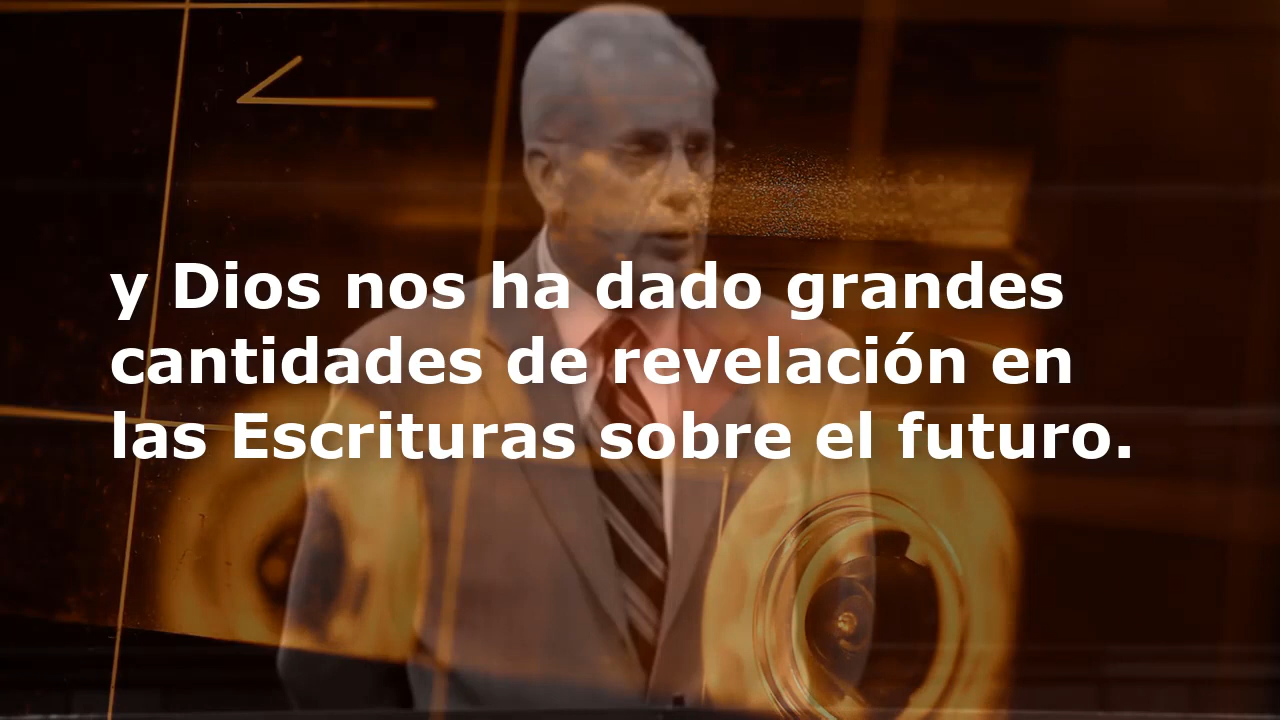 y Dios nos ha dado grandes
cantidades de revelación en
las Escrituras sobre el futuro.